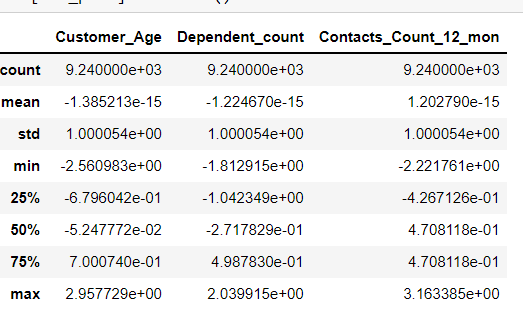 Customer_Age Dependent_count Contacts_Count_12_mon
count 9.240000e+03 9.240000e+03 9.240000e+03
mean -1.385213e-15 -1.224670e-15 1.202790e-15
std 1.000054e+00 1.000054e+00 1.000054e+00
min -2.560983e+00 -1.812915e+00 -2.221761e+00
25% -6.796042e-01 -1.042349e+00 -4.267126e-01
50% -5.247772e-02 -2.717829e-01 4.708118e-01
75% 7.000740e-01 4.987830e-01 4.708118e-01
max 2.957729e+00 2.039915e+00 3.163385e+00